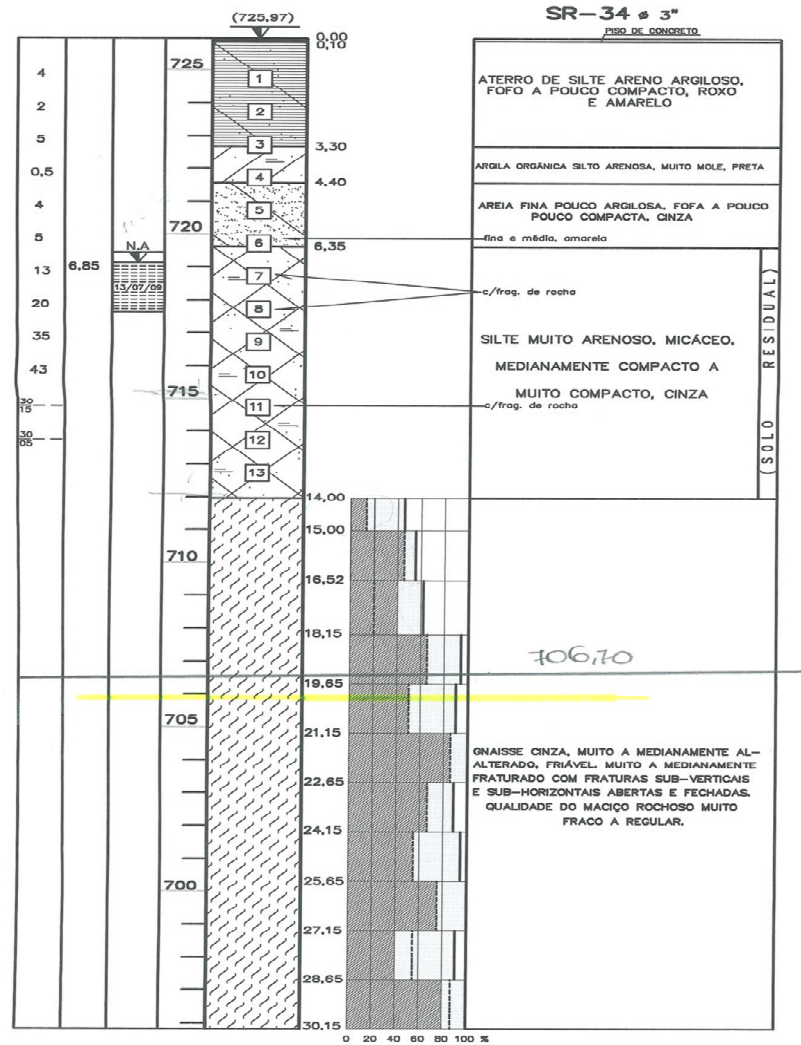 (725,97)
SR-34 ø 3"
PISO DE CONCRETO
0,00
0,10
725
4
1
ATERRO DE SILTE ARENO ARGILOSO,
FOFO A POUCO COMPACTO, ROXO
E AMARELO
2
2
5
3
3,30
0,5
4
4,40
ARGILA ORGÂNICA SILTO ARENOSA, MUITO MOLE, PRETA
4
5
AREIA FINA POUCO ARGILOSA, FOFA A POUCO
POUCO COMPACTA, CINZA
720
5
6
6,35
fina e média, amarela
N.A
13
6,85
7
13/07/09
c/frag. de rocha
20
8
35
9
SILTE MUITO ARENOSO, MICÁCEO,
MEDIANAMENTE COMPACTO A
MUITO COMPACTO, CINZA
(SOLO RESIDUAL)
43
10
715
30
15
11
c/frag. de rocha
30
05
12
13
14,00
15,00
710
16,52
18,15
706,70
19,65
705
21,15
GNAISSE CINZA, MUITO A MEDIANAMENTE AL-
ALTERADO, FRIÁVEL. MUITO A MEDIANAMENTE
FRATURADO COM FRATURAS SUB-VERTICAIS
E SUB-HORIZONTAIS ABERTAS E FECHADAS.
QUALIDADE DO MACIÇO ROCHOSO MUITO
FRACO A REGULAR.
22,65
24,15
25,65
700
27,15
28,65
30,15
0 20 40 60 80 100 %